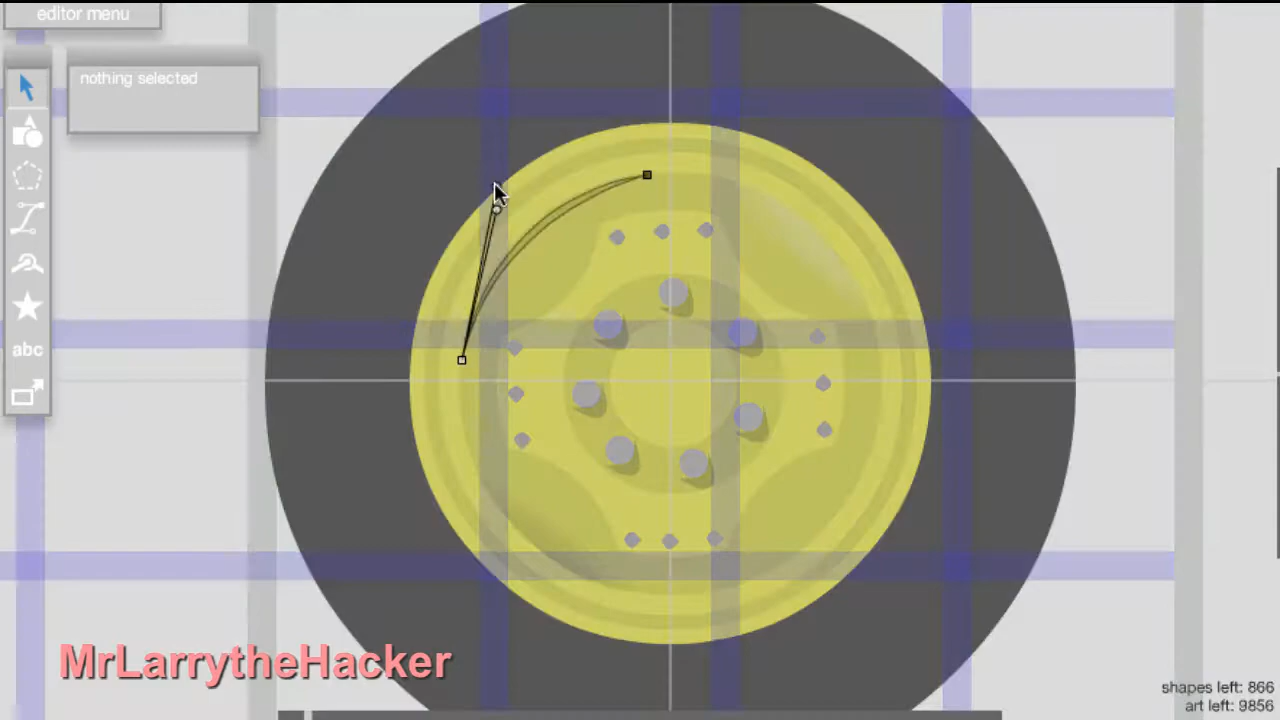 editor menu
nothing selected
abc
MrLarrytheHacker
shapes left: 866
art left: 9856